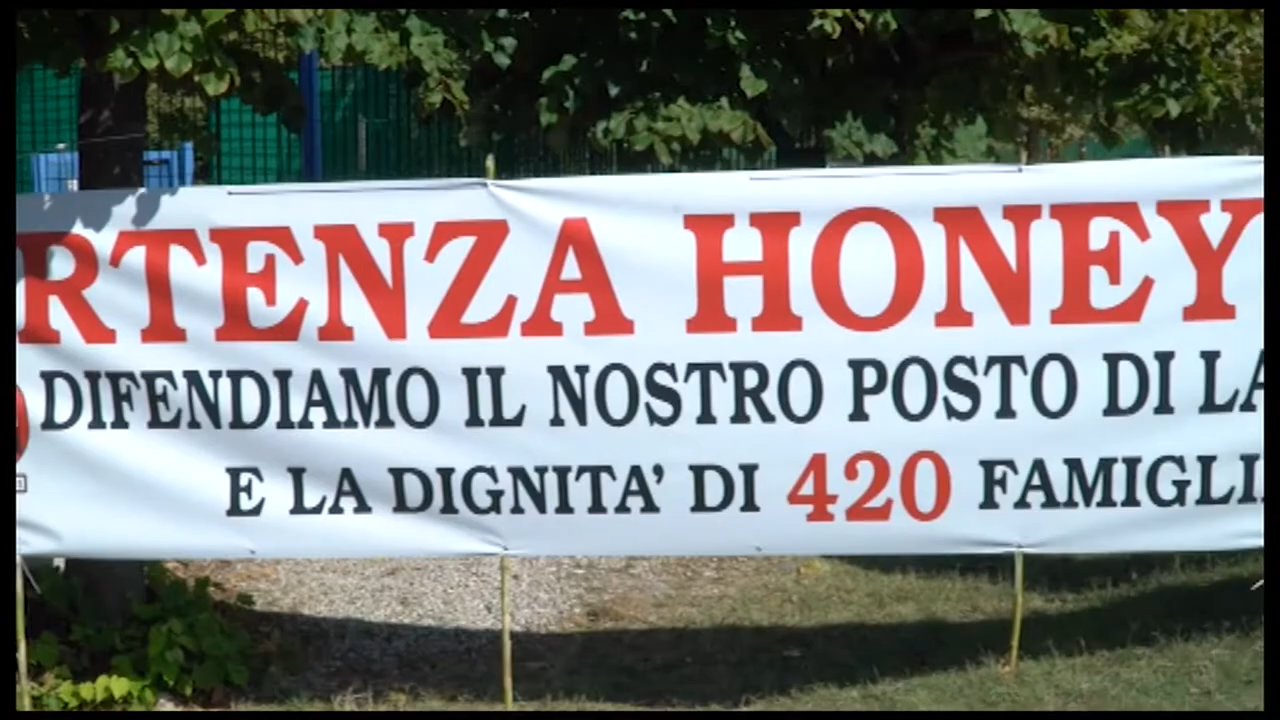 RTENZA HONEY
DIFENDIAMO IL NOSTRO POSTO DI LA
E LA DIGNITA' DI 420 FAMIGLI